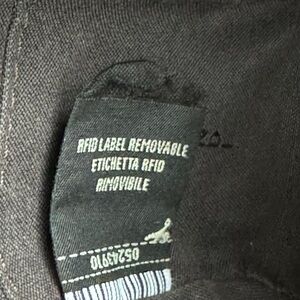 RFID LABEL REMOVABLE
ETICHETTA RFID
RIMOVIBILE
05243910